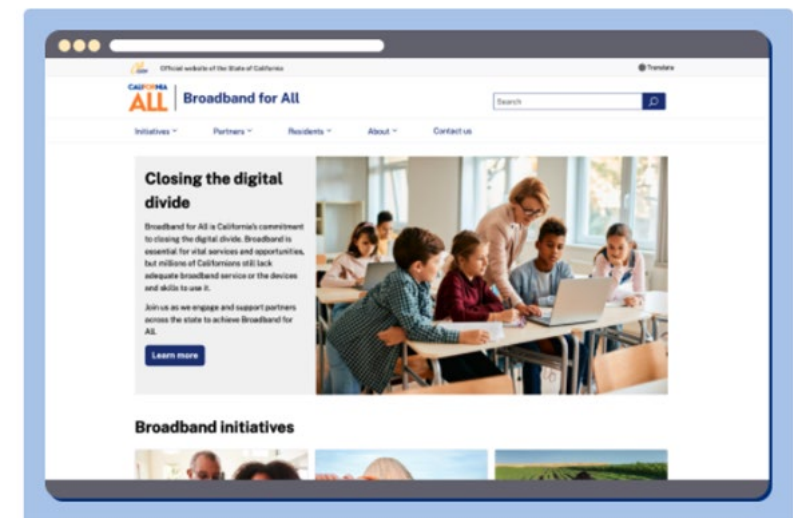 Official website of the State of California
Translate
CALIFORNIA
ALL
Broadband for All
Search
Initiatives
Partners
Residents
About
Contact us
Closing the digital
divide
Broadband for All is California's commitment
to closing the digital divide. Broadband is
essential for vital services and opportunities,
but millions of Californians still lack
adequate broadband service or the devices
and skills to use it.
Join us as we engage and support partners
across the state to achieve Broadband for
All.
Learn more
Broadband initiatives